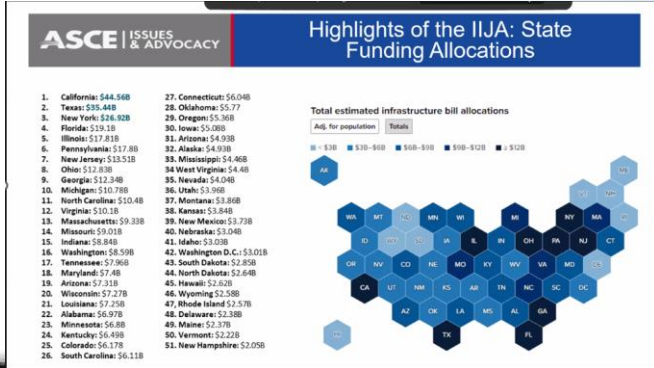 ASCE | ISSUES & ADVOCACY
Highlights of the IIJA: State
Funding Allocations
1. California: $44.56B
2. Texas: $35.44B
3. New York: $26.92B
4. Florida: $19.1B
5. Illinois: $17.81B
6. Pennsylvania: $17.8B
7. New Jersey: $13.51B
8. Ohio: $12.83B
9. Georgia: $12.34B
10. Michigan: $10.78B
11. North Carolina: $10.4B
12. Virginia: $10.1B
13. Massachusetts: $9.33B
14. Missouri: $9.01B
15. Indiana: $8.84B
16. Washington: $8.59B
17. Tennessee: $7.96B
18. Maryland: $7.4B
19. Arizona: $7.31B
20. Wisconsin: $7.27B
21. Louisiana: $7.25B
22. Alabama: $6.97B
23. Minnesota: $6.8B
24. Kentucky: $6.49B
25. Colorado: $6.17B
26. South Carolina: $6.11B
27. Connecticut: $6.04B
28. Oklahoma: $5.77
29. Oregon: $5.36B
30. Iowa: $5.08B
31. Arizona: $4.93B
32. Alaska: $4.93B
33. Mississippi: $4.46B
34 West Virginia: $4.4B
35. Nevada: $4.04B
36. Utah: $3.96B
37. Montana: $3.86B
38. Kansas: $3.84B
39. New Mexico: $3.73B
40. Nebraska: $3.04B
41. Idaho: $3.03B
42. Washington D.C.: $3.01B
43. South Dakota: $2.85B
44. North Dakota: $2.64B
45. Hawaii: $2.62B
46. Wyoming $2.58B
47, Rhode Island $2.57B
48. Delaware: $2.38B
49. Maine: $2.37B
50. Vermont: $2.22B
51. New Hampshire: $2.05B
Total estimated infrastructure bill allocations
Adj. for population Totals
< $3B $3B-$6B $6B-$9B $9B-$12B ≥ $12B
AK ME
VT NH
WA MT ND MN WI MI NY MA RI
ID WY SD IA IL IN OH PA NJ CT
OR NV CO NE MO KY WV VA MD DE
CA UT NM KS AR TN NC SC DC
AZ OK LA MS AL GA
HI TX FL